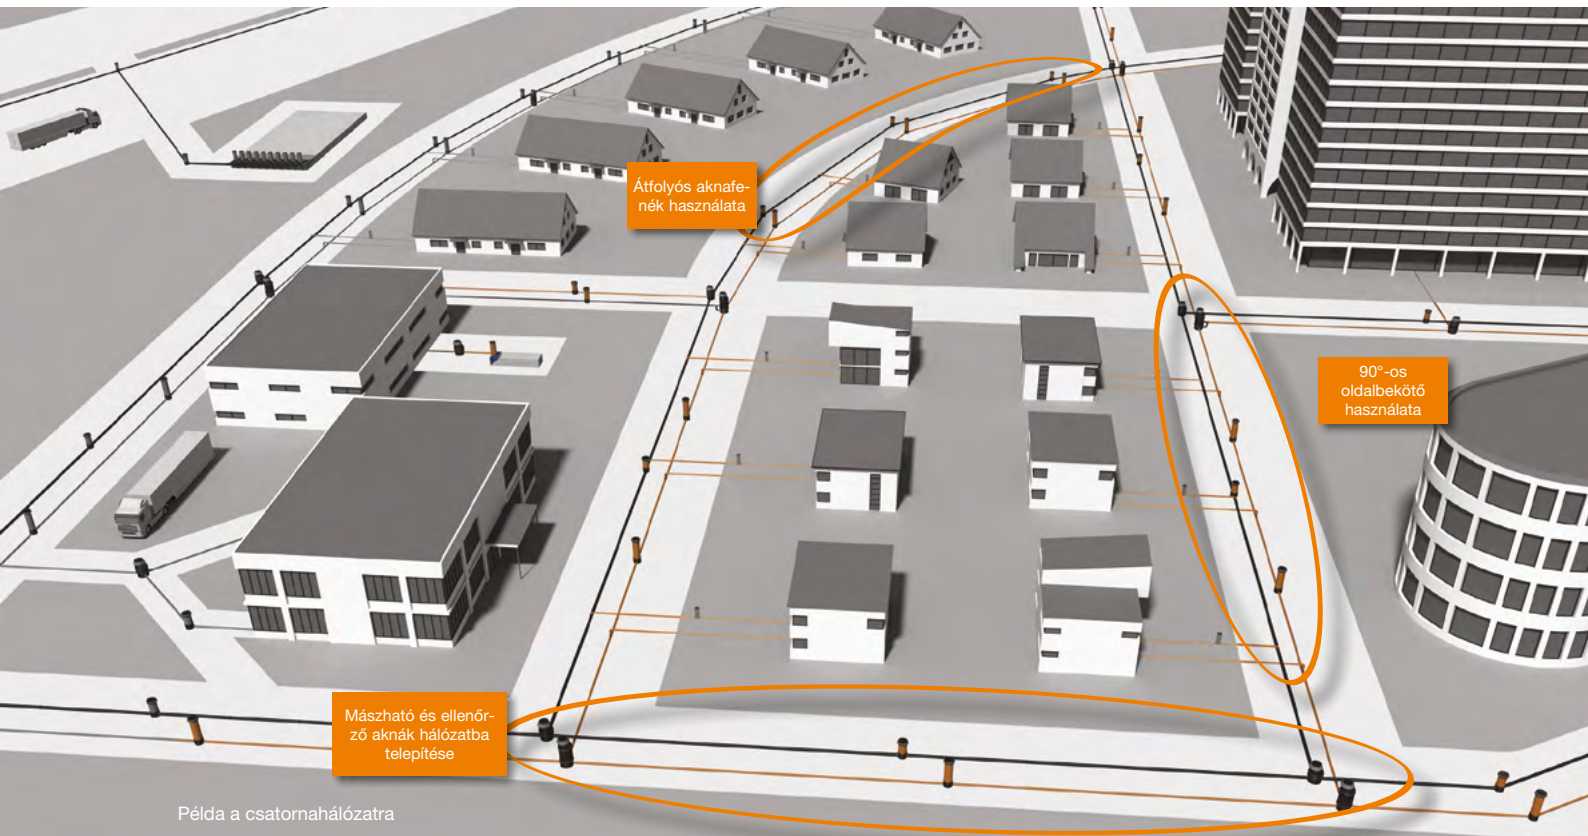 Átfolyós aknafe-
nék használata
90°-os
oldalbekötő
használata
Mászható és ellenőr-
ző aknák hálózatba
telepítése
Példa a csatornahálózatra